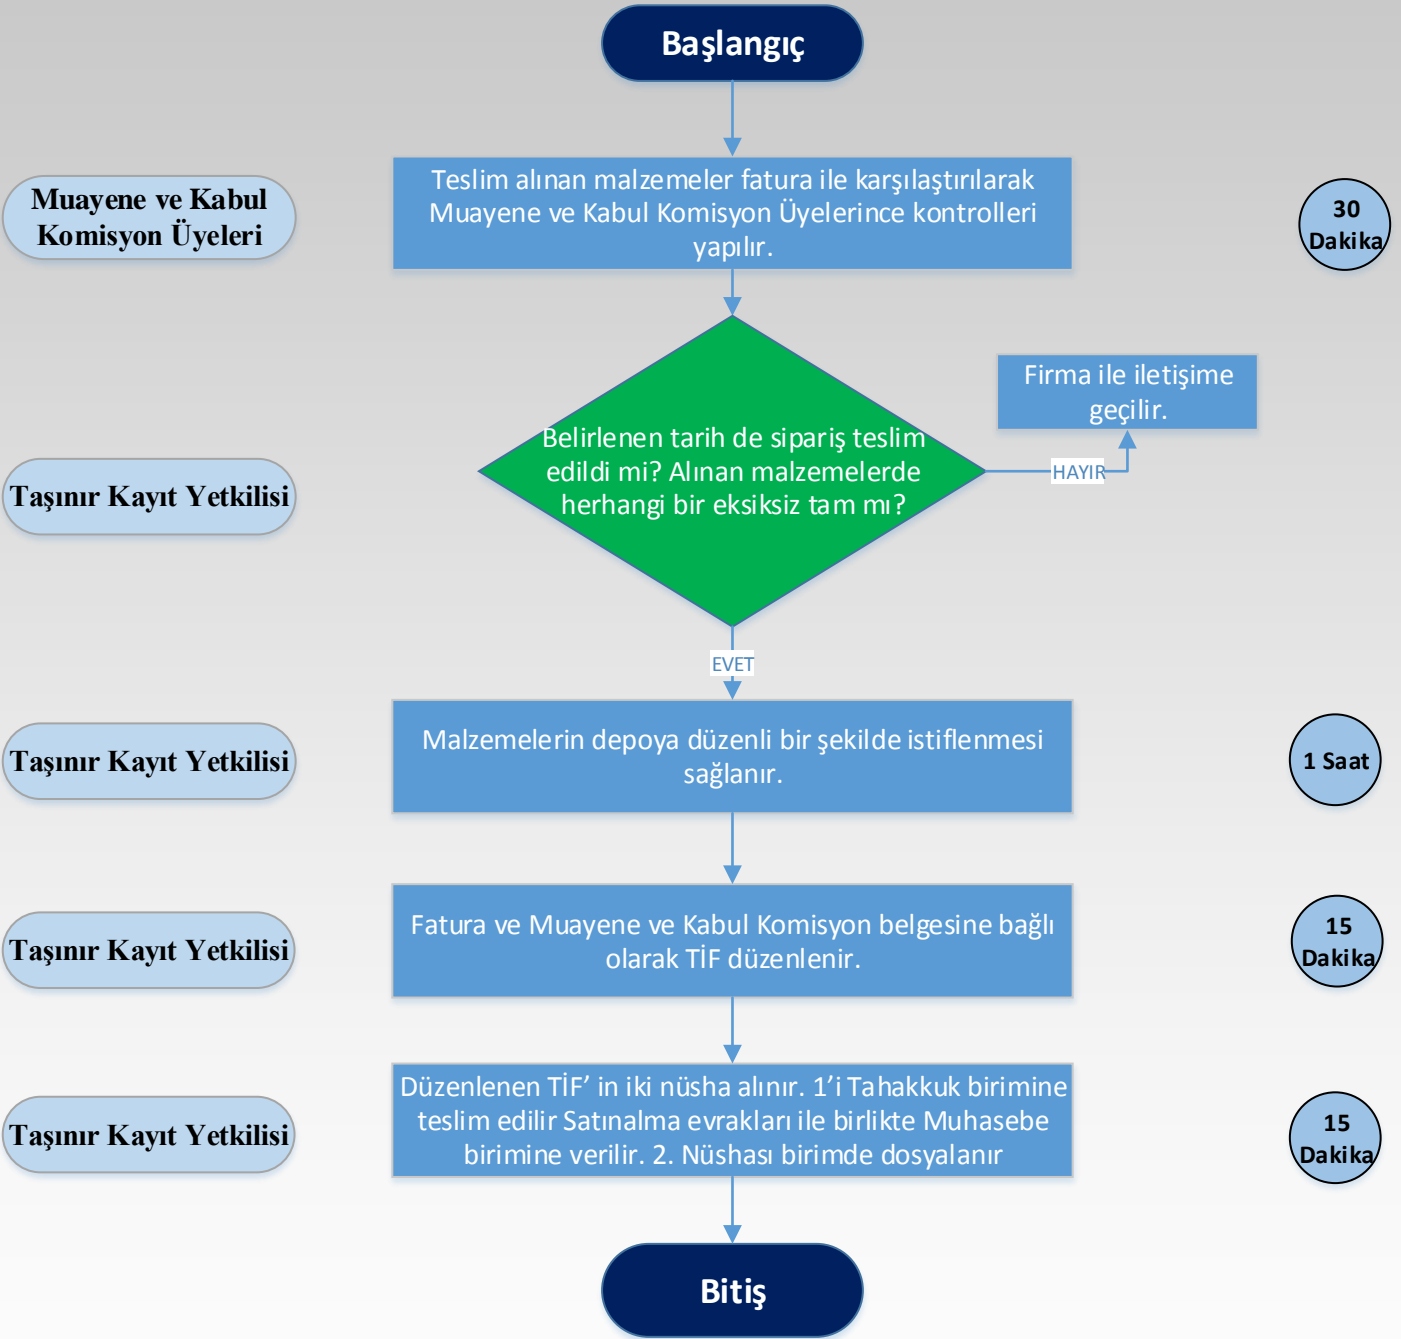 Başlangıç
Muayene ve Kabul
Komisyon Üyeleri
Teslim alınan malzemeler fatura ile karşılaştırılarak
Muayene ve Kabul Komisyon Üyelerince kontrolleri
yapılır.
30
Dakika
Firma ile iletişime
geçilir.
Taşınır Kayıt Yetkilisi
Belirlenen tarih de sipariş teslim
edildi mi? Alınan malzemelerde
herhangi bir eksiksiz tam mı?
HAYIR
EVET
Taşınır Kayıt Yetkilisi
Malzemelerin depoya düzenli bir şekilde istiflenmesi
sağlanır.
1 Saat
Taşınır Kayıt Yetkilisi
Fatura ve Muayene ve Kabul Komisyon belgesine bağlı
olarak TİF düzenlenir.
15
Dakika
Taşınır Kayıt Yetkilisi
Düzenlenen TİF’ in iki nüsha alınır. 1’i Tahakkuk birimine
teslim edilir Satınalma evrakları ile birlikte Muhasebe
birimine verilir. 2. Nüshası birimde dosyalanır
15
Dakika
Bitiş